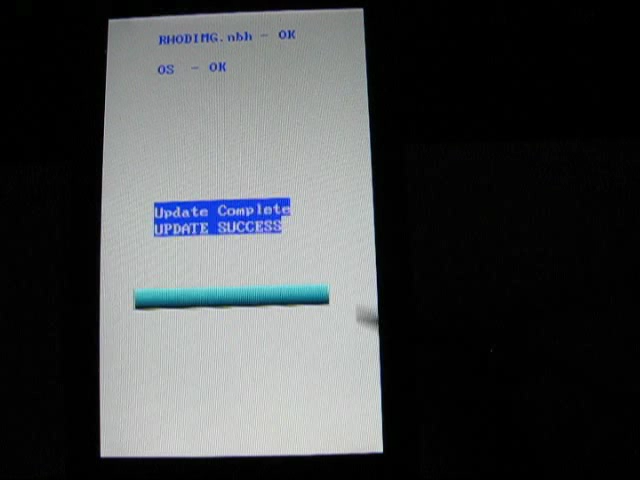 RHODIMG.nbh - OK
OS - OK
Update Complete
UPDATE SUCCESS